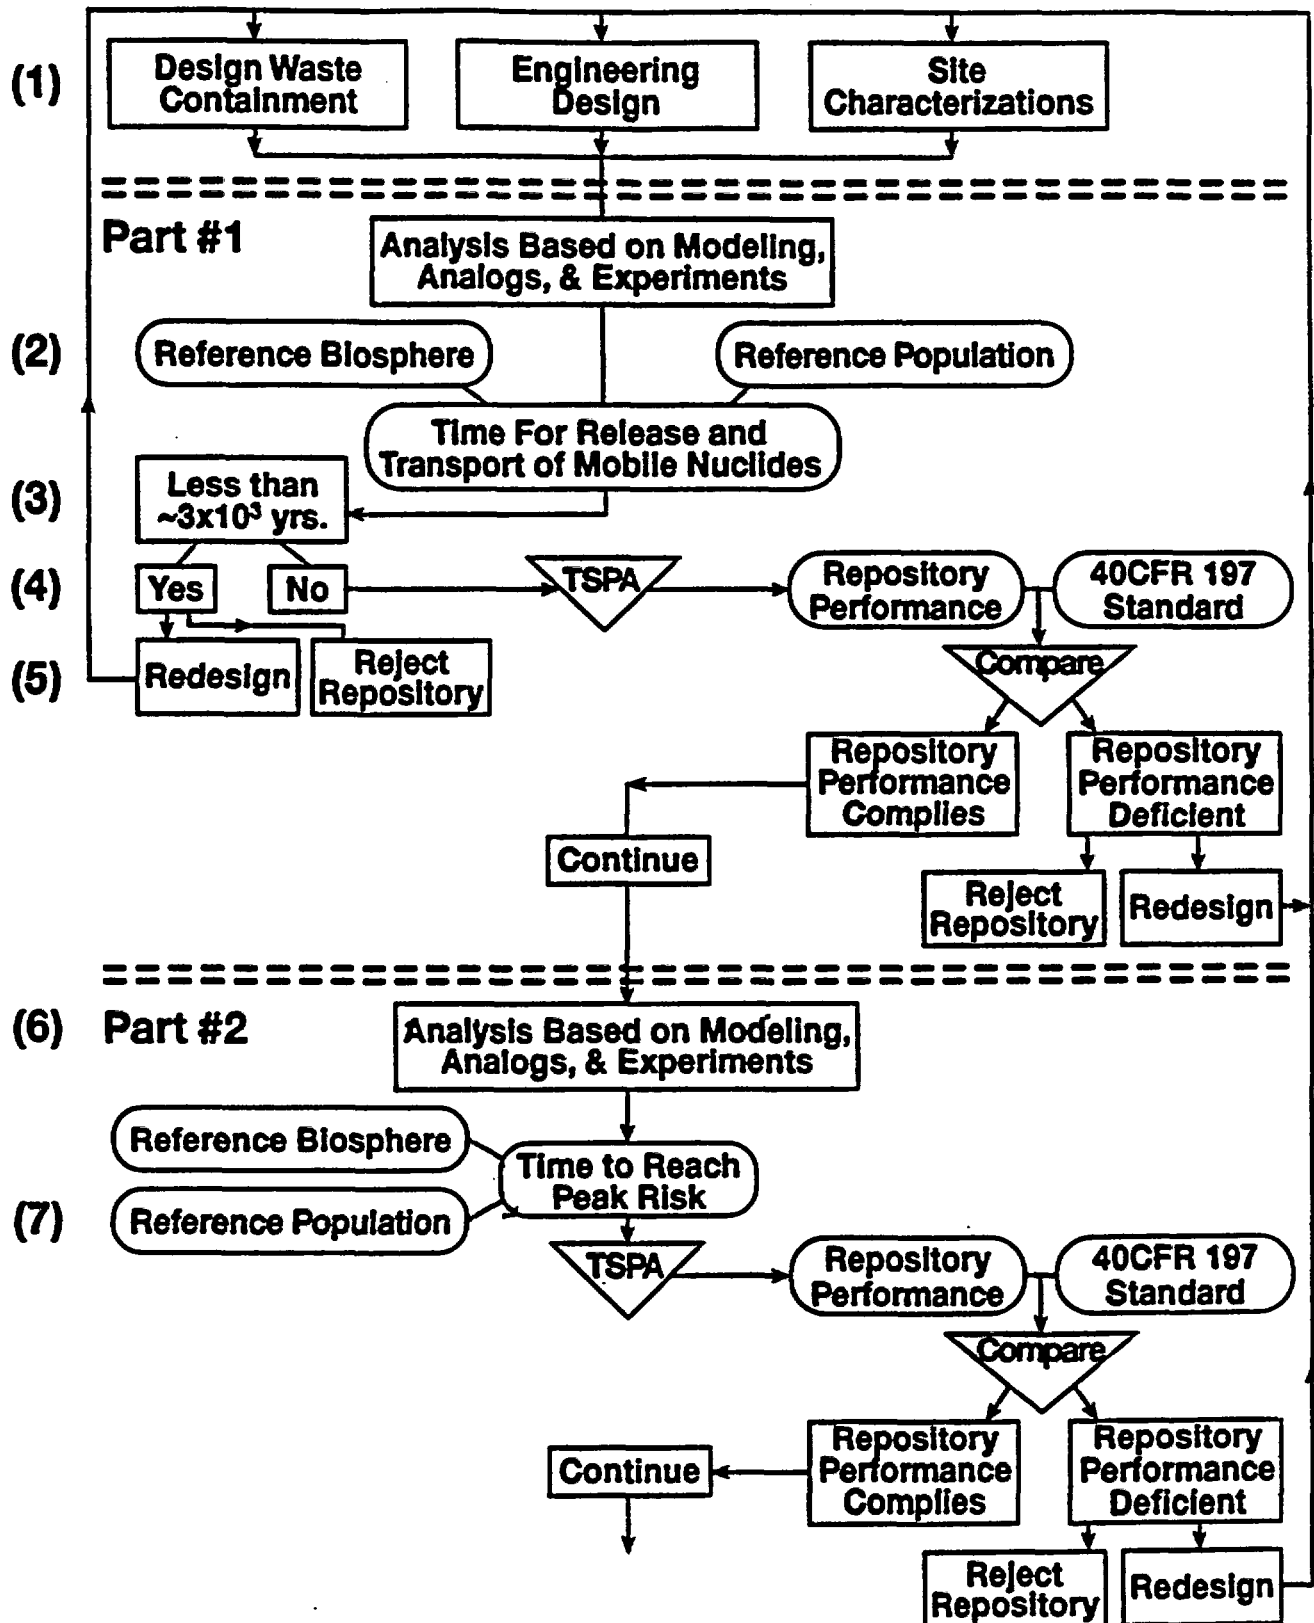 (1)
Design Waste
Containment
Engineering
Design
Site
Characterizations
Part #1
Analysis Based on Modeling,
Analogs, & Experiments
(2)
Reference Biosphere
Reference Population
Time For Release and
Transport of Mobile Nuclides
(3)
Less than
~3x10³ yrs.
(4)
Yes
No
TSPA
Repository
Performance
40CFR 197
Standard
(5)
Redesign
Reject
Repository
Compare
Repository
Performance
Complies
Repository
Performance
Deficient
Continue
Reject
Repository
Redesign
(6)
Part #2
Analysis Based on Modeling,
Analogs, & Experiments
Reference Biosphere
Time to Reach
Peak Risk
(7)
Reference Population
TSPA
Repository
Performance
40CFR 197
Standard
Compare
Repository
Performance
Complies
Repository
Performance
Deficient
Continue
Reject
Repository
Redesign